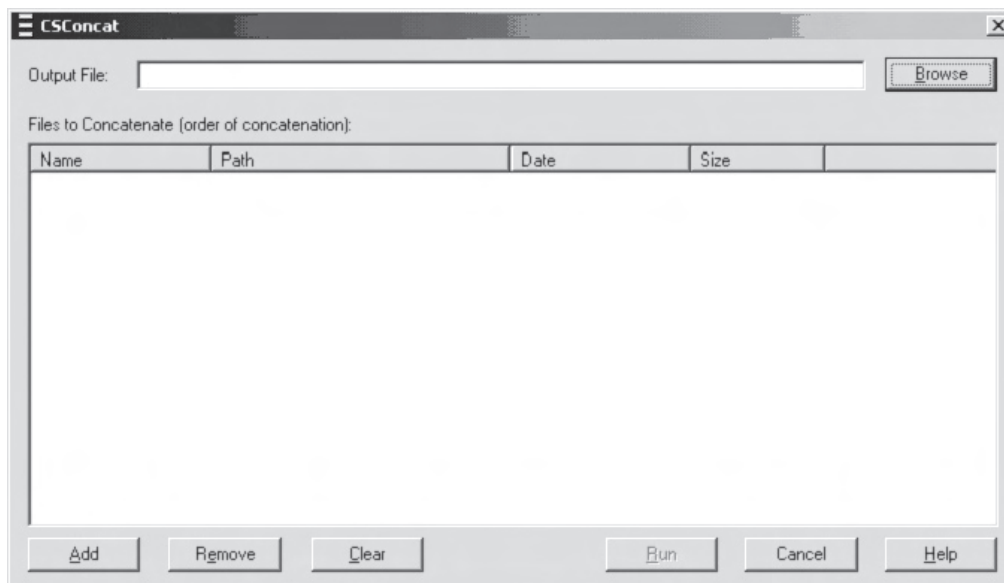 CSConcat
Output File: Browse
Files to Concatenate (order of concatenation):
Name Path Date Size
Add Remove Clear Run Cancel Help